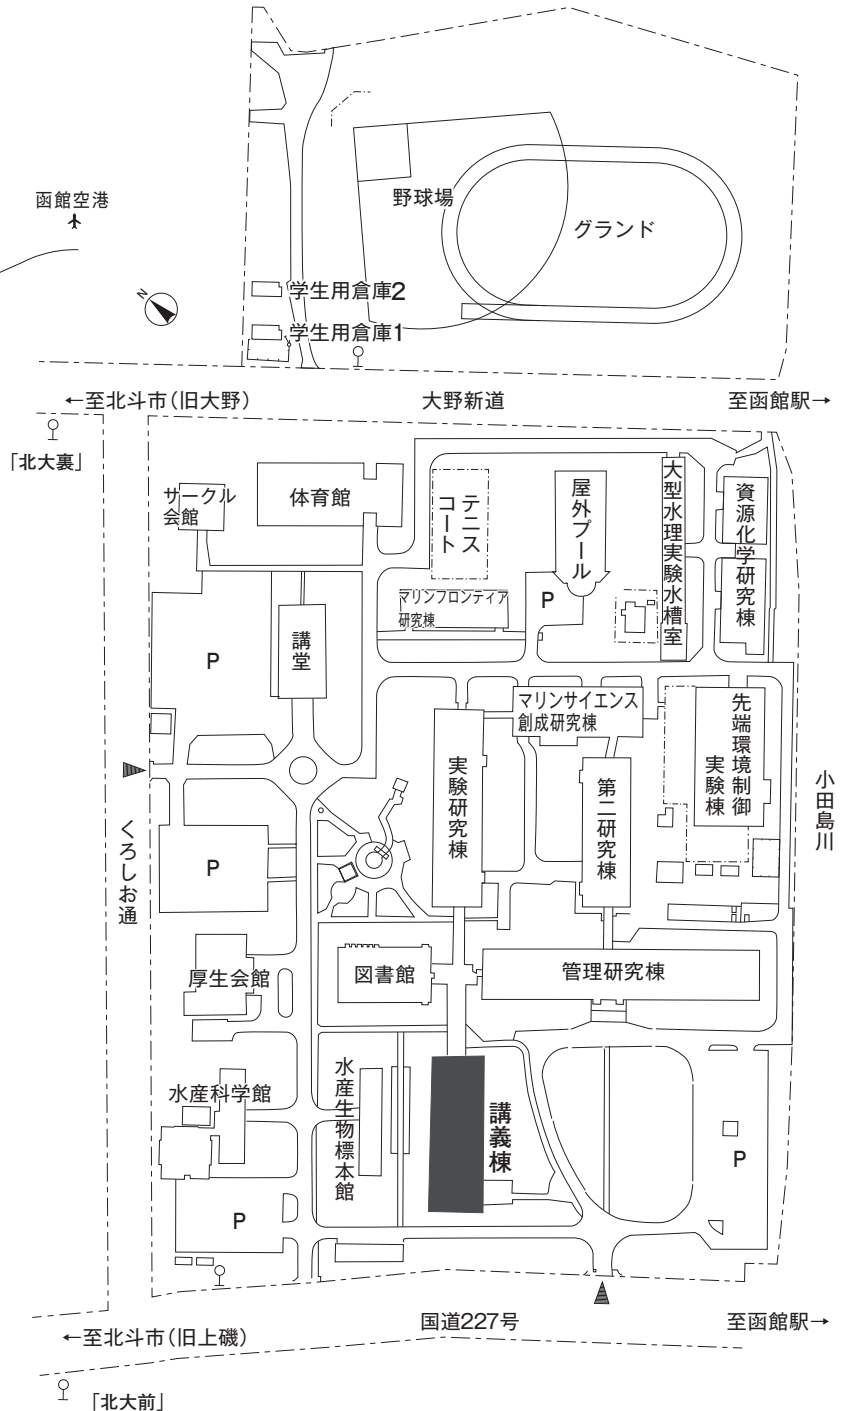 函館空港
野球場
グランド
N
学生用倉庫2
学生用倉庫1
←至北斗市(旧大野)
大野新道
至函館駅→
「北大裏」
サークル
会館
体育館
テニス
コート
屋外プール
大型水理実験水槽室
資源化学研究棟
マリンフロンティア
研究棟
P
講堂
P
マリンサイエンス
創成研究棟
先端環境制御
実験棟
実験研究棟
第二研究棟
小田島川
くろしお通
P
厚生会館
図書館
管理研究棟
水産科学館
水産生物標本館
講義棟
P
P
国道227号
至函館駅→
←至北斗市(旧上磯)
「北大前」